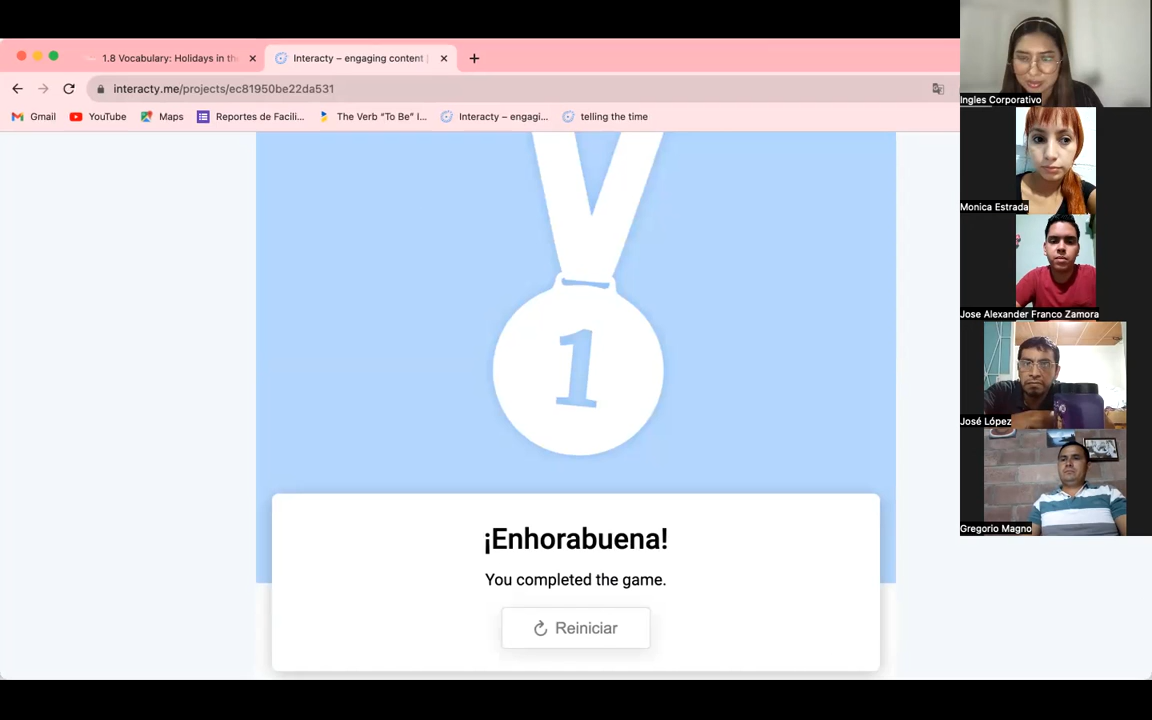 1.8 Vocabulary: Holidays in the
Interacty – engaging content |
interacty.me/projects/ec81950be22da531
Gmail
YouTube
Maps
Reportes de Facili...
The Verb "To Be" I...
Interacty – engagi...
telling the time
1
¡Enhorabuena!
You completed the game.
Reiniciar
Ingles Corporativo
Monica Estrada
Jose Alexander Franco Zamora
José López
Gregorio Magno